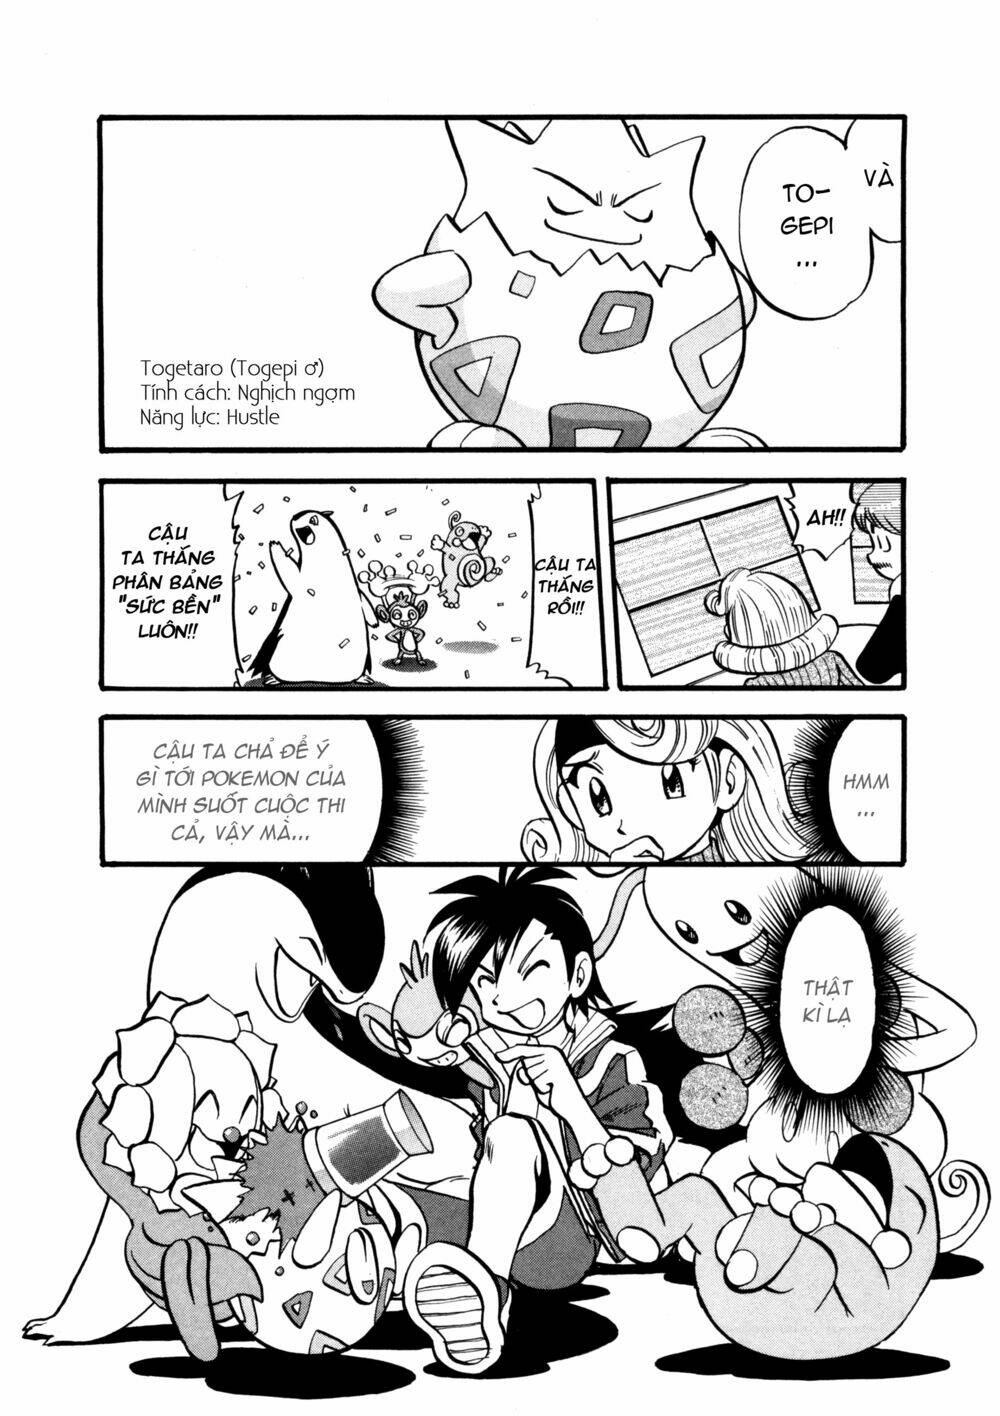 VÀ
TO-
GEPI
...
Togetaro (Togepi ♂)
Tính cách: Nghịch ngợm
Năng lực: Hustle
AH!!
CẬU TA
THẮNG
RỒI!!
CẬU
TA THẮNG
PHÂN BẢNG
"SỨC BỀN"
LUÔN!!
HMM
...
CẬU TA CHẢ ĐỂ Ý
GÌ TỚI POKEMON CỦA
MÌNH SUỐT CUỘC THI
CẢ, VẬY MÀ...
THẬT
KÌ LẠ